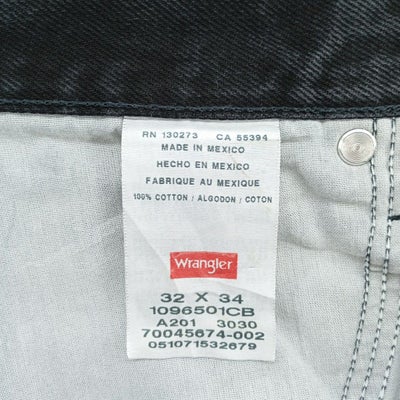 RN 130273 CA 55394
MADE IN MEXICO
HECHO EN MEXICO
FABRIQUE AU MEXIQUE
100% COTTON / ALGODON / COTON
Wrangler
32 X 34
1096501CB
A201 3030
70045674-002
051071532679